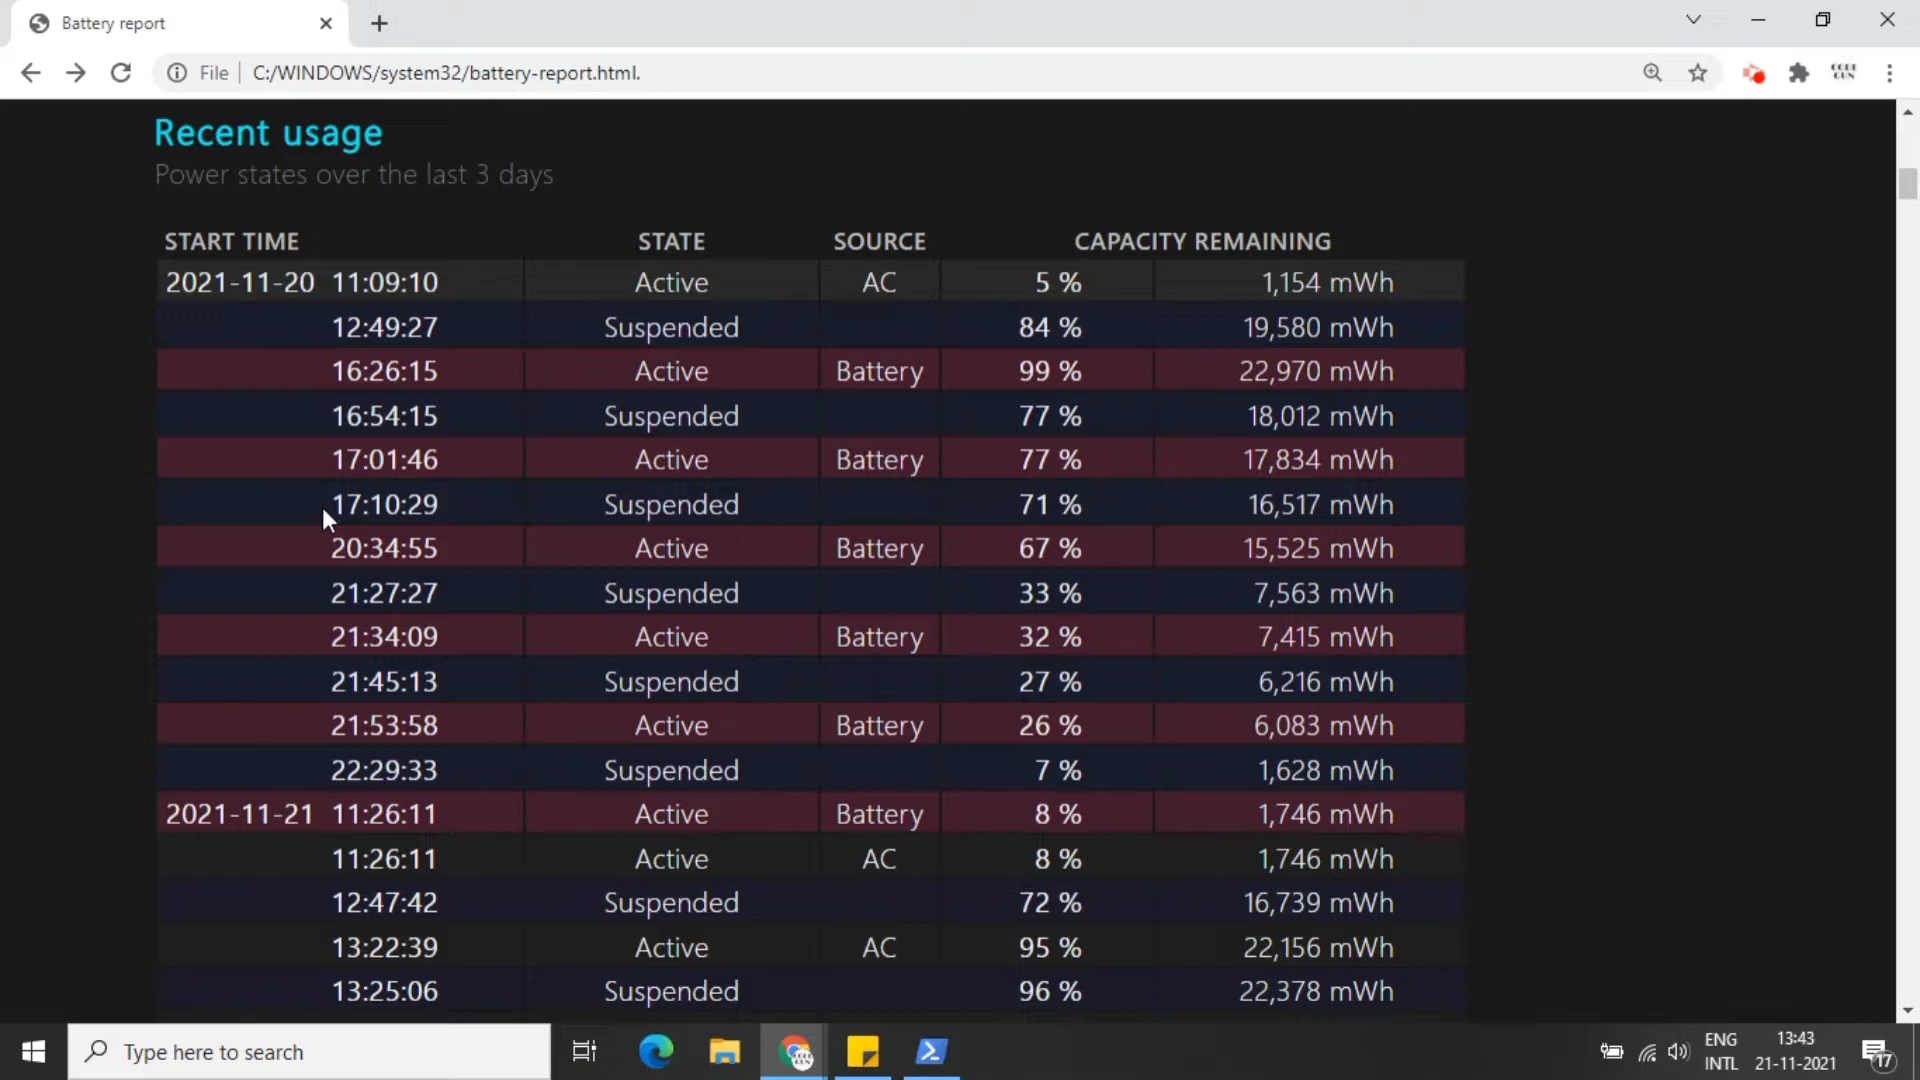 Battery report
File
C:/WINDOWS/system32/battery-report.html.
CODE
GUN
Recent usage
Power states over the last 3 days
START TIME STATE SOURCE CAPACITY REMAINING
2021-11-20 11:09:10 Active AC 5 % 1,154 mWh
12:49:27 Suspended 84 % 19,580 mWh
16:26:15 Active Battery 99 % 22,970 mWh
16:54:15 Suspended 77 % 18,012 mWh
17:01:46 Active Battery 77 % 17,834 mWh
17:10:29 Suspended 71 % 16,517 mWh
20:34:55 Active Battery 67 % 15,525 mWh
21:27:27 Suspended 33 % 7,563 mWh
21:34:09 Active Battery 32 % 7,415 mWh
21:45:13 Suspended 27 % 6,216 mWh
21:53:58 Active Battery 26 % 6,083 mWh
22:29:33 Suspended 7 % 1,628 mWh
2021-11-21 11:26:11 Active Battery 8 % 1,746 mWh
11:26:11 Active AC 8 % 1,746 mWh
12:47:42 Suspended 72 % 16,739 mWh
13:22:39 Active AC 95 % 22,156 mWh
13:25:06 Suspended 96 % 22,378 mWh
Type here to search
ENG
INTL
13:43
21-11-2021
17